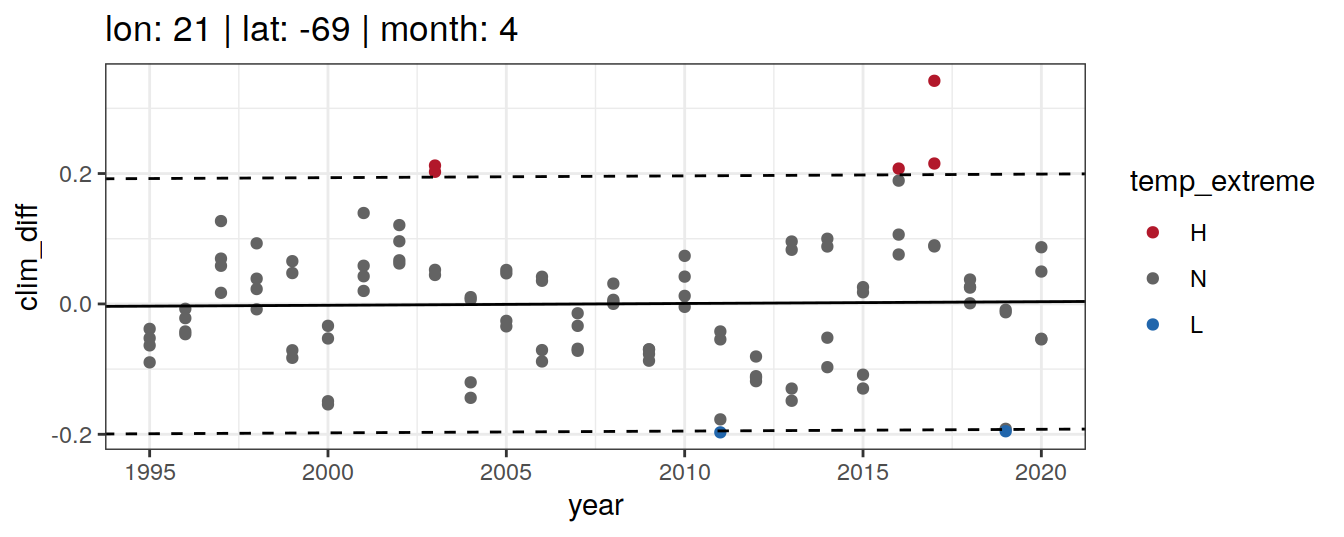 lon: 21 | lat: -69 | month: 4
clim_diff
0.2
0.0
-0.2
1995 2000 2005 2010 2015 2020
year
temp_extreme
H
N
L